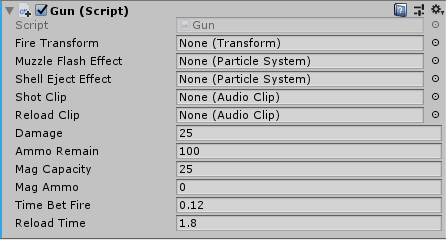 Gun (Script)
Script Gun
Fire Transform None (Transform)
Muzzle Flash Effect None (Particle System)
Shell Eject Effect None (Particle System)
Shot Clip None (Audio Clip)
Reload Clip None (Audio Clip)
Damage 25
Ammo Remain 100
Mag Capacity 25
Mag Ammo 0
Time Bet Fire 0.12
Reload Time 1.8